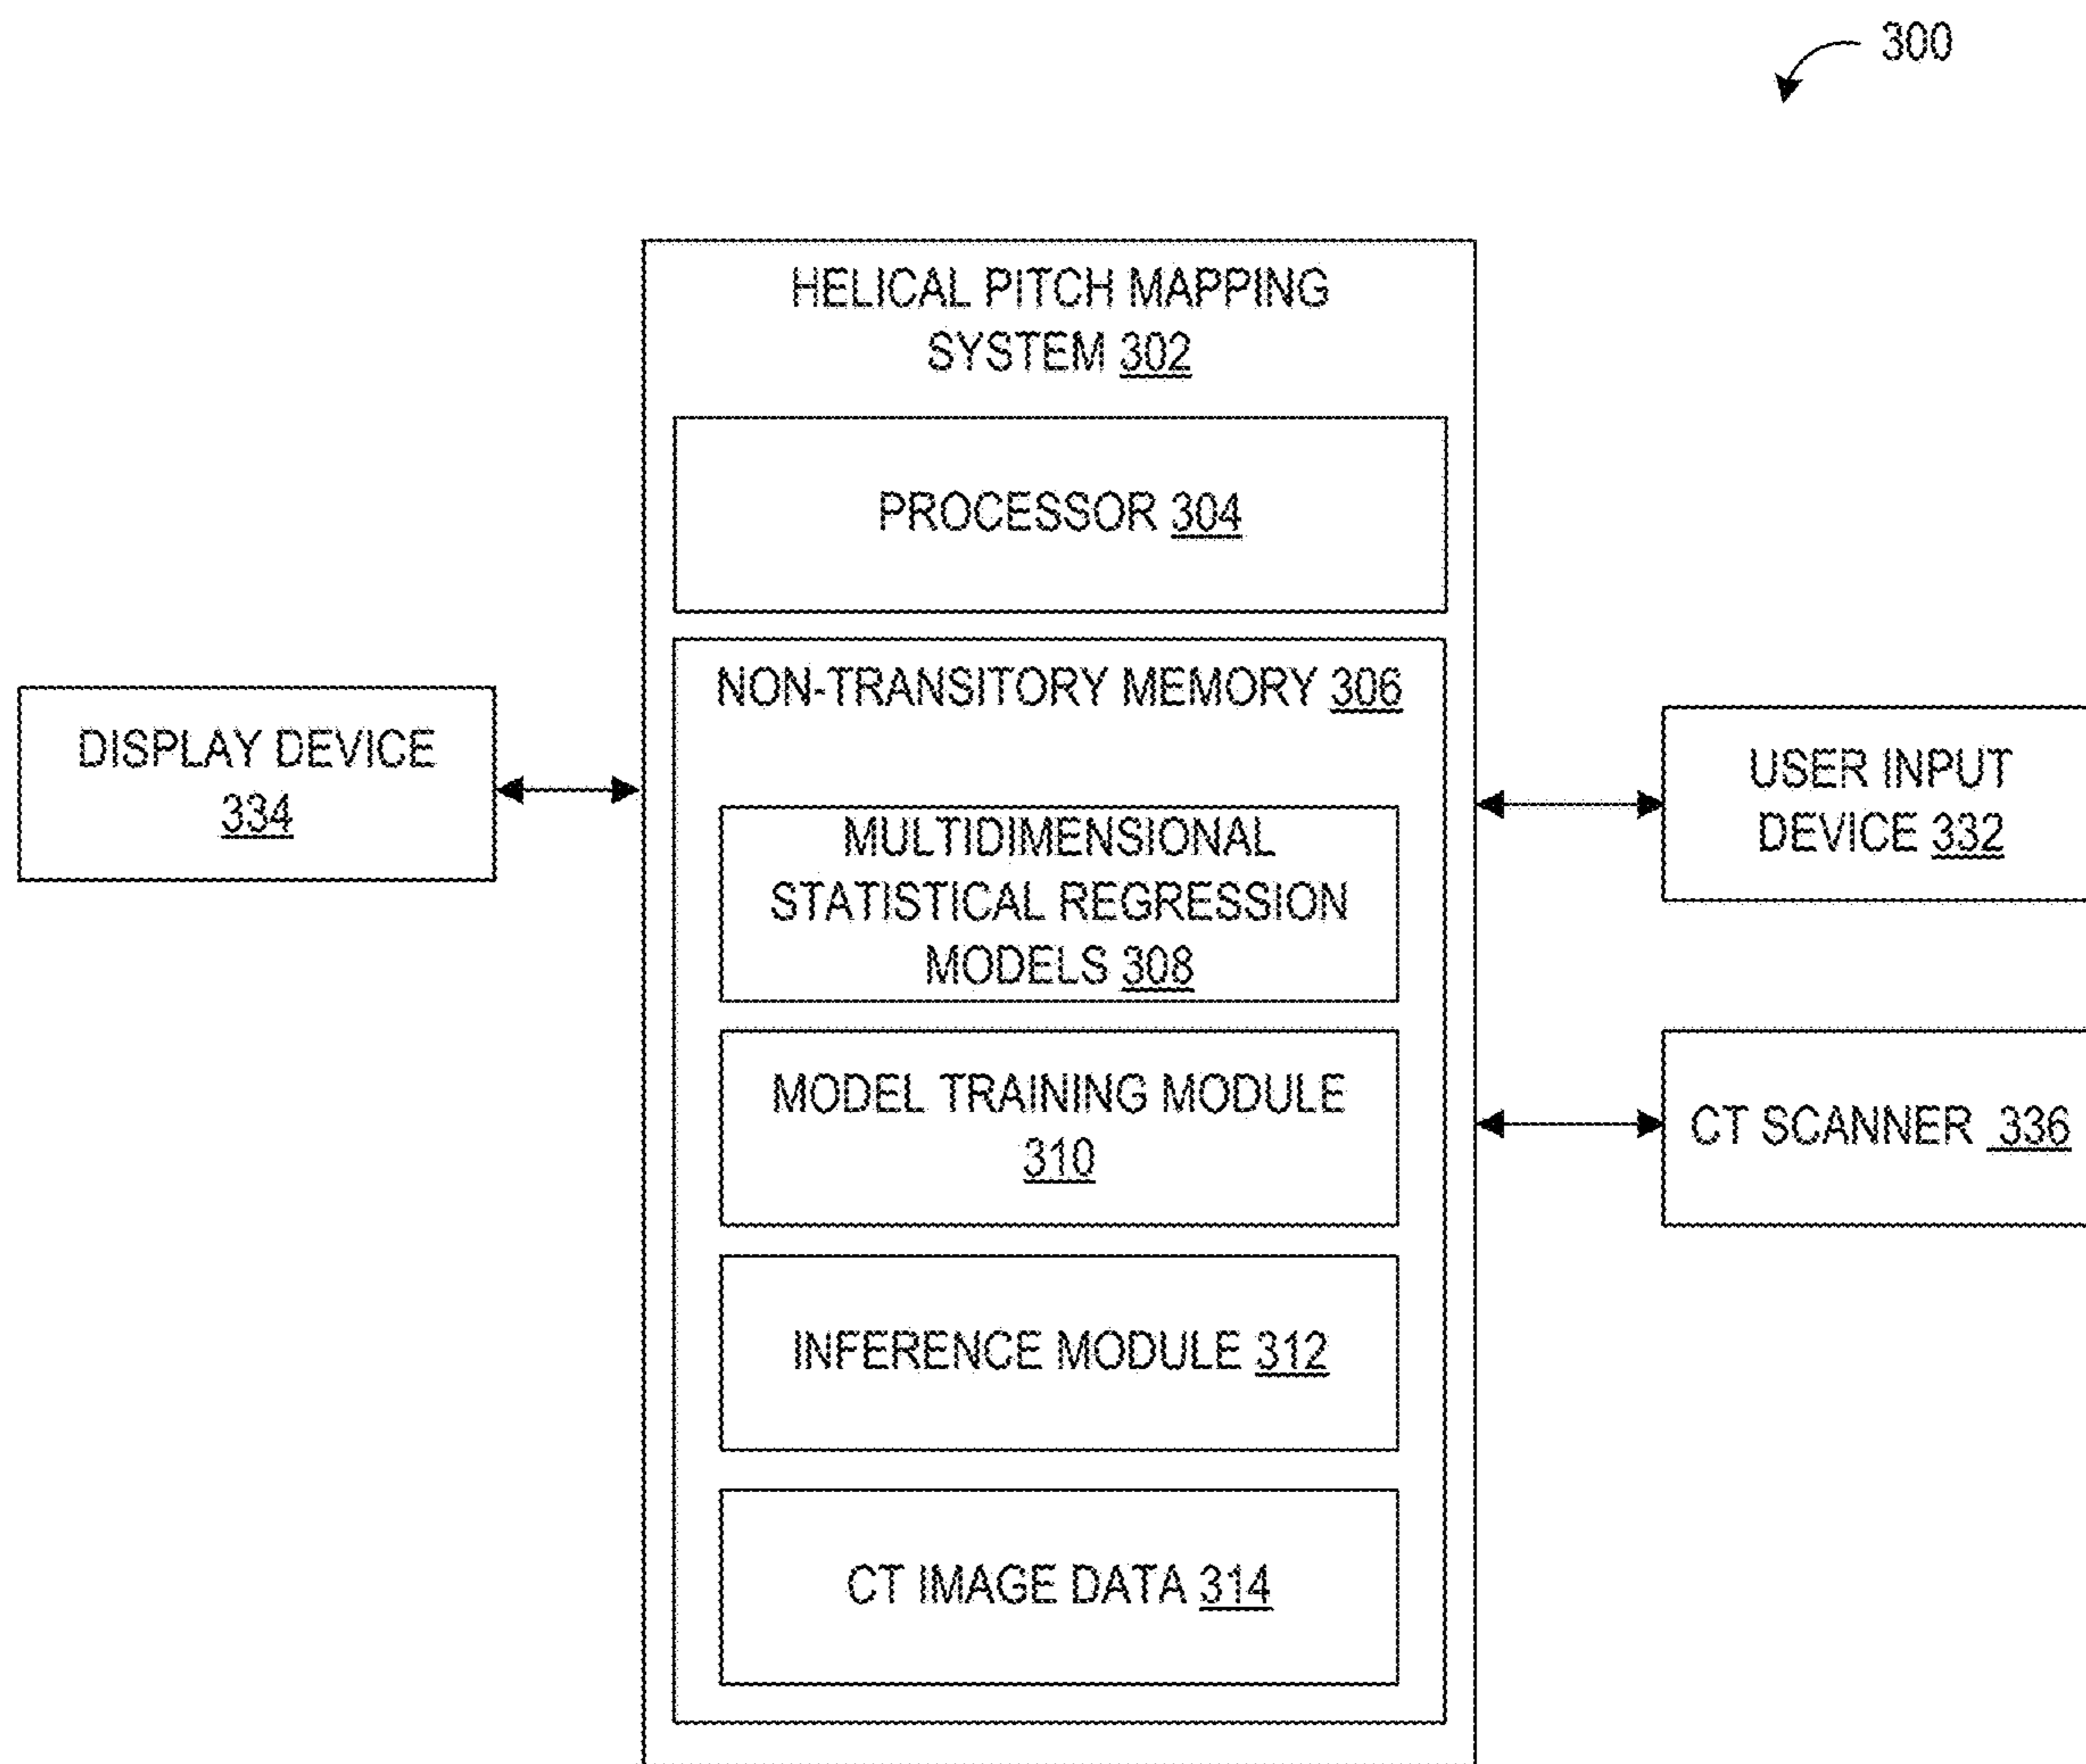 300
HELICAL PITCH MAPPING
SYSTEM 302
PROCESSOR 304
NON-TRANSITORY MEMORY 306
MULTIDIMENSIONAL
STATISTICAL REGRESSION
MODELS 308
MODEL TRAINING MODULE
310
INFERENCE MODULE 312
CT IMAGE DATA 314
DISPLAY DEVICE
334
USER INPUT
DEVICE 332
CT SCANNER 336